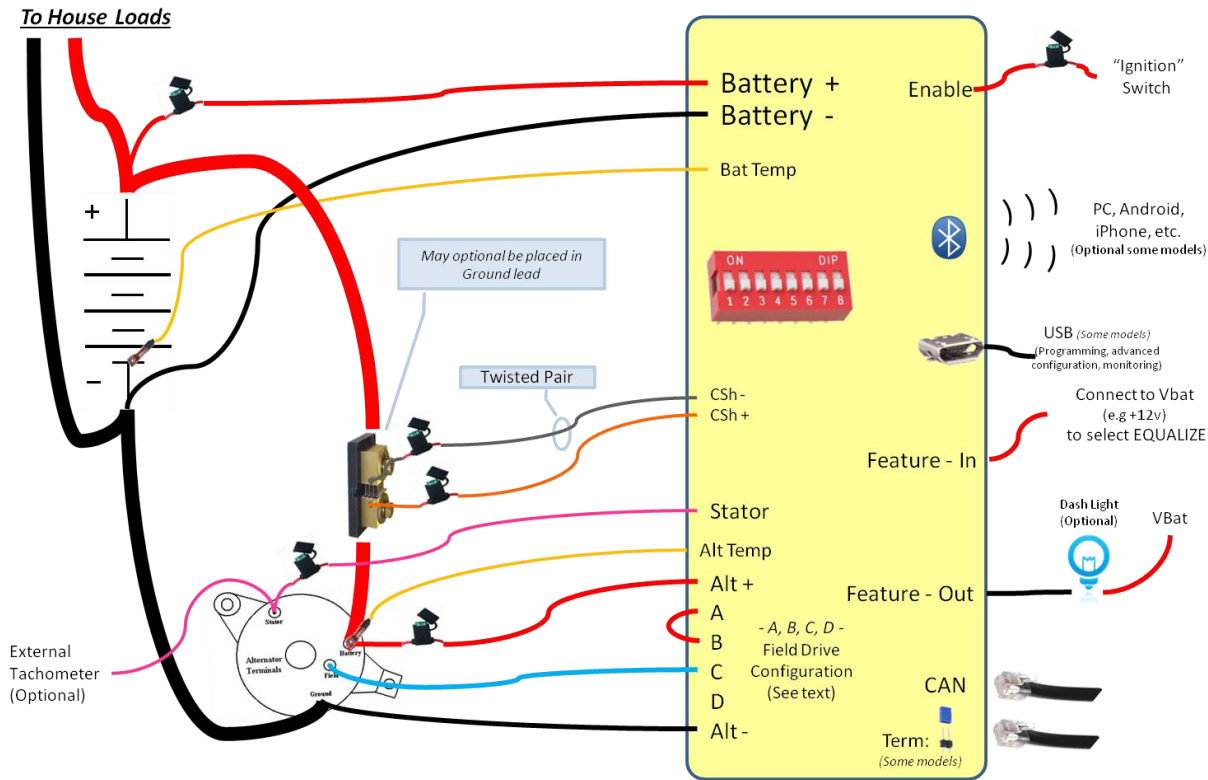 To House Loads
Battery +
Battery -
Bat Temp
Enable
"Ignition"
Switch
+
-
May optional be placed in
Ground lead
PC, Android,
iPhone, etc.
(Optional some models)
ON DIP
1 2 3 4 5 6 7 8
USB (Some models)
(Programming, advanced
configuration, monitoring)
Twisted Pair
CSh -
CSh +
Connect to Vbat
(e.g +12v)
to select EQUALIZE
Feature - In
Stator
Alt Temp
Dash Light
(Optional)
VBat
Feature - Out
Alt +
A
B
C
D
Alt -
- A, B, C, D -
Field Drive
Configuration
(See text)
Stator
Battery
Alternator
Terminals
Field
Ground
External
Tachometer
(Optional)
CAN
Term:
(Some models)